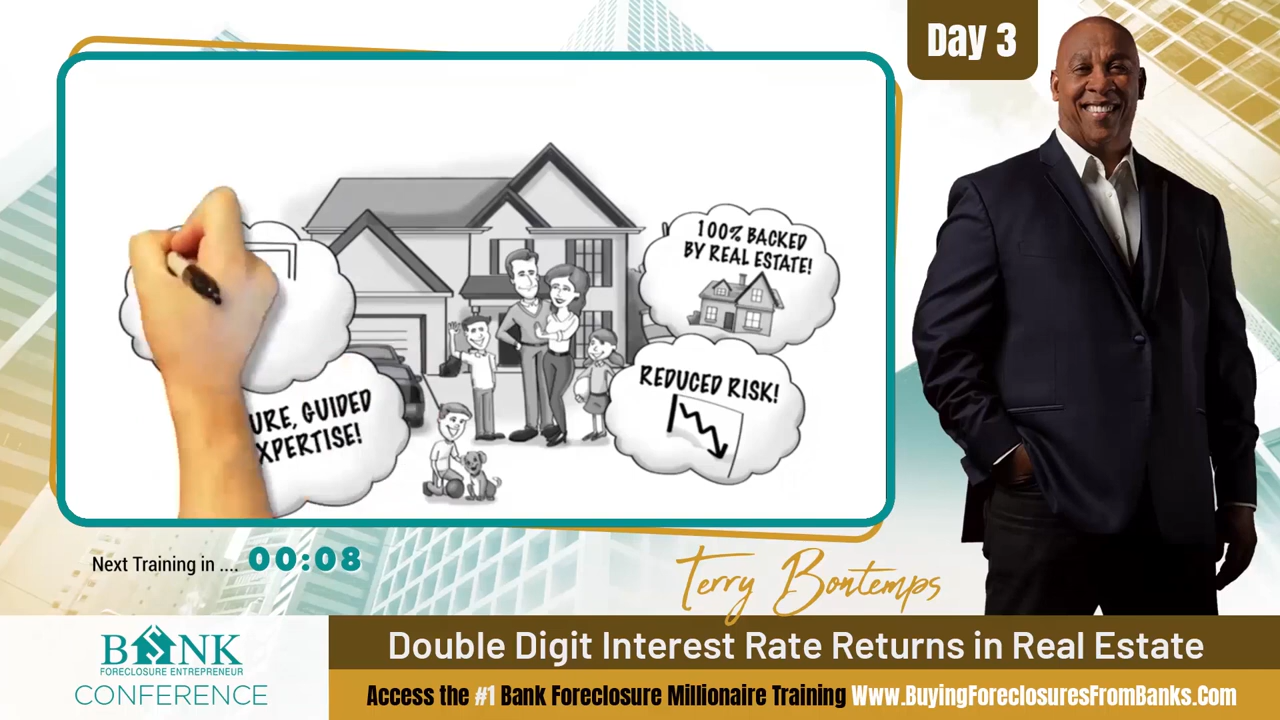 Day 3
100% BACKED
BY REAL ESTATE!
REDUCED RISK!
URE, GUIDED
XPERTISE!
Next Training in .... 00:08
Terry Bontemps
BANK
FORECLOSURE ENTREPRENEUR
CONFERENCE
Double Digit Interest Rate Returns in Real Estate
Access the #1 Bank Foreclosure Millionaire Training Www.BuyingForeclosuresFromBanks.Com